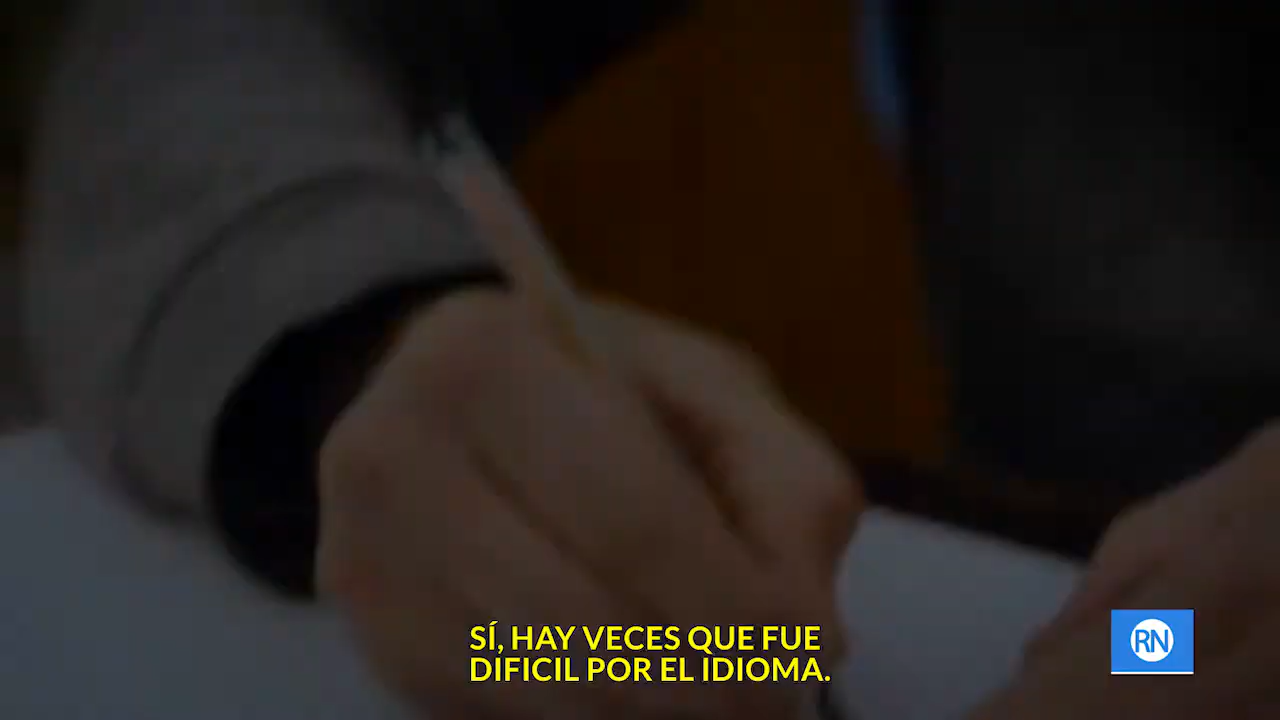 SÍ, HAY VECES QUE FUE
DIFICIL POR EL IDIOMA.
RN